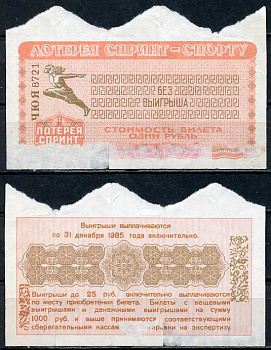 ЛОТЕРЕЯ СПРИНТ-СПОРТУ
ЧЮЯ 8721
БЕЗ
ВЫИГРЫША
ЛОТЕРЕЯ
СПРИНТ
СТОИМОСТЬ БИЛЕТА
ОДИН РУБЛЬ
Выигрыши выплачиваются
по 31 декабря 1985 года включительно.
Выигрыши до 25 руб. включительно выплачиваются
по месту приобретения билета. Билеты с вещевыми
выигрышами и денежными выигрышами на сумму
1000 руб. и выше принимаются соответствующими
сберегательными кассам рывки на экспертизу.